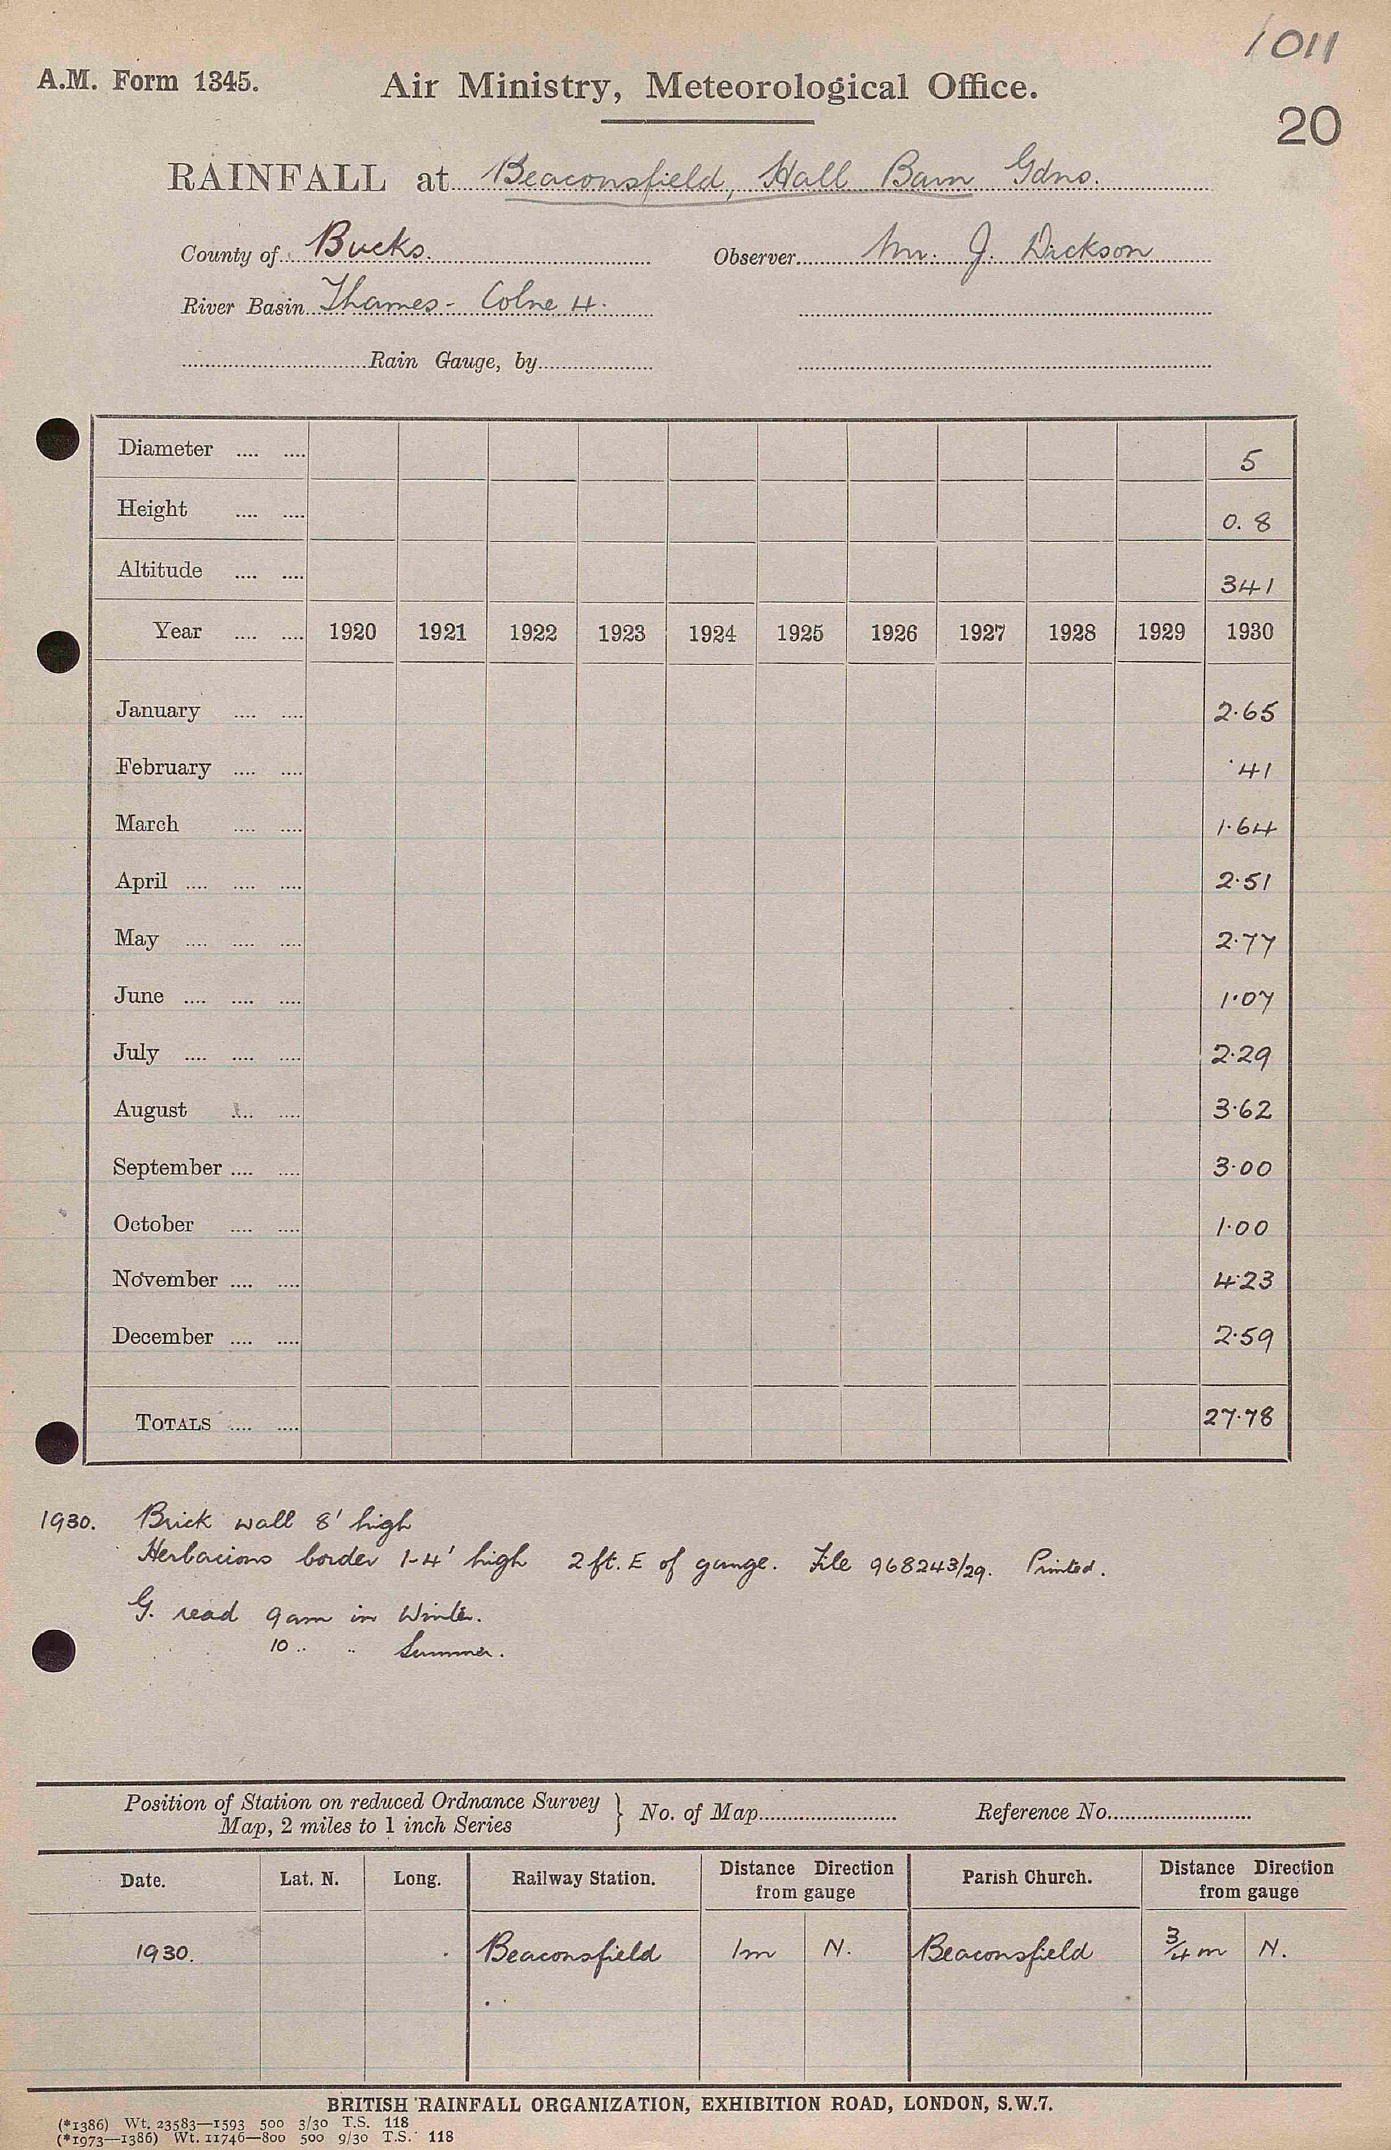 1011
A.M. Form 1345. Air Ministry, Meteorological Office.
20
RAINFALL at Beaconsfield, Hall Barn Gdns.
County of Bucks. Observer Mr. J. Dickson
River Basin Thames - Colne 4.
Rain Gauge, by
Diameter .... .... 5
Height .... .... 0.8
Altitude .... .... 341
Year .... .... 1920 1921 1922 1923 1924 1925 1926 1927 1928 1929 1930
January .... .... 2.65
February .... .... .41
March .... .... 1.64
April .... .... .... 2.51
May .... .... .... 2.77
June .... .... .... 1.07
July .... .... .... 2.29
August .... .... 3.62
September .... .... 3.00
October .... .... 1.00
November .... .... 4.23
December .... .... 2.59
TOTALS .... .... 27.78
1930. Brick wall 8' high
Herbacious border 1-4' high 2ft. E of gauge. File 968243/29. Printed.
G. read 9am in Winter.
10 " " Summer.
Position of Station on reduced Ordnance Survey
Map, 2 miles to 1 inch Series } No. of Map Reference No.
Date. Lat. N. Long. Railway Station. Distance Direction from gauge Parish Church. Distance Direction from gauge
1930. Beaconsfield 1m N. Beaconsfield 3/4 m N.
BRITISH RAINFALL ORGANIZATION, EXHIBITION ROAD, LONDON, S.W.7.
(*1386) Wt. 23583—1593 500 3/30 T.S. 118
(*1973—1386) Wt. 11746—800 500 9/30 T.S. 118